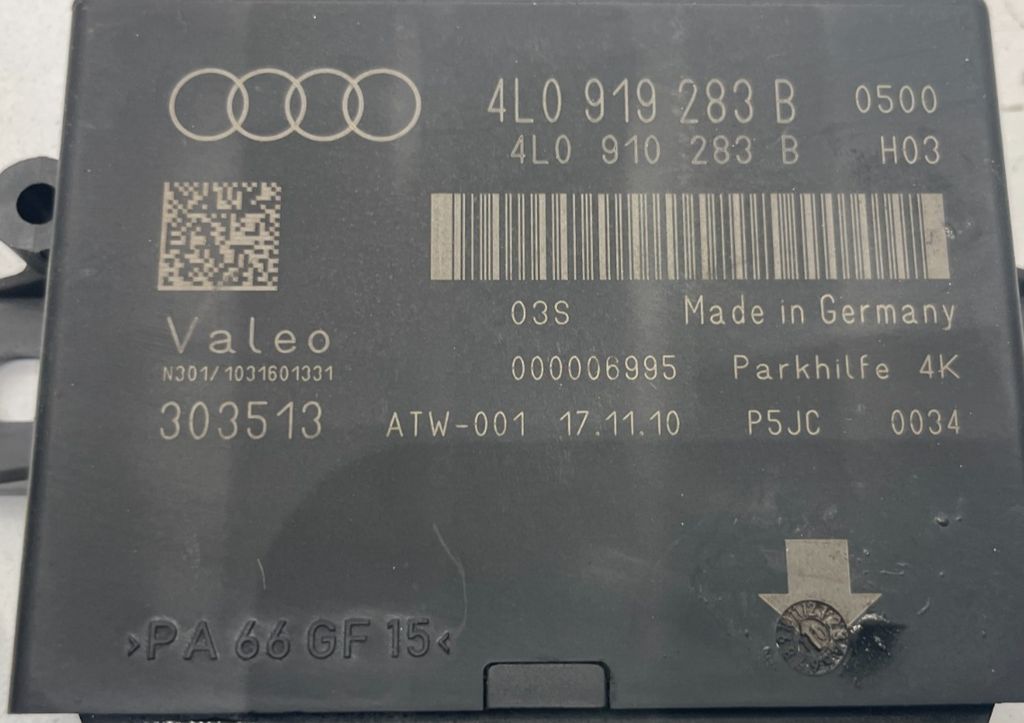 4L0 919 283 B 0500
4L0 910 283 B H03
03S Made in Germany
Valeo
N301/1031601331
000006995 Parkhilfe 4K
303513 ATW-001 17.11.10 P5JC 0034
>PA 66 GF 15<
10